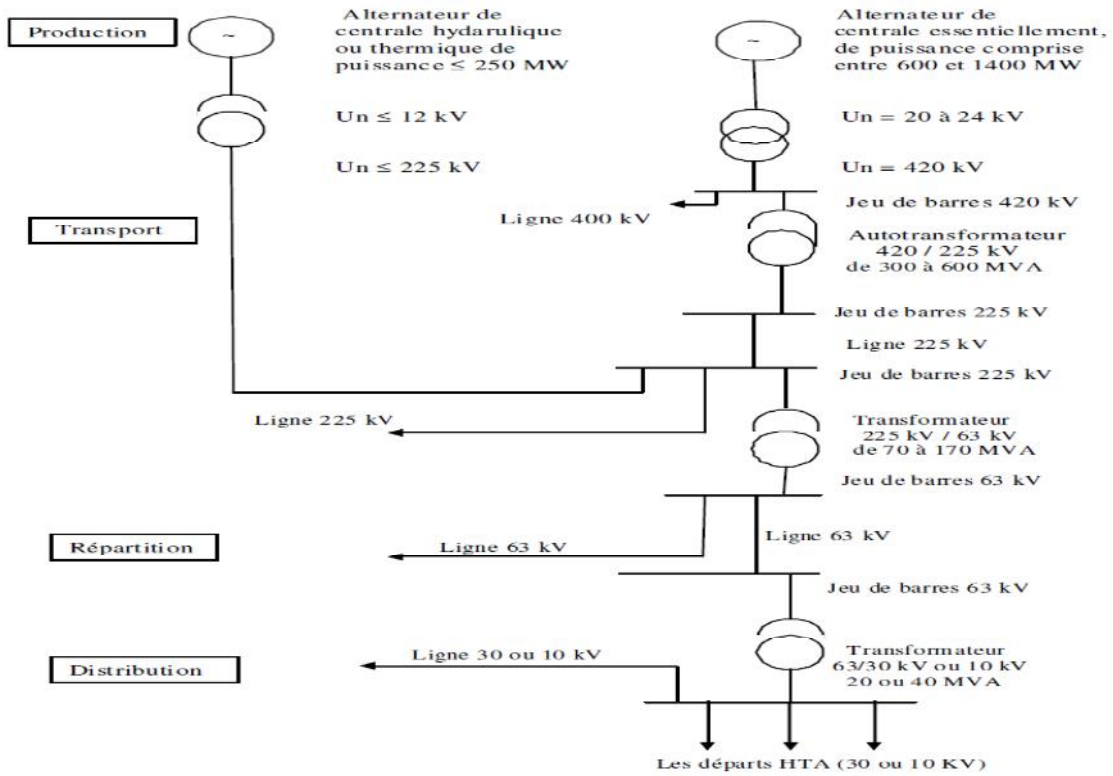 Production
~
Alternateur de
centrale hydarulique
ou thermique de
puissance ≤ 250 MW
~
Alternateur de
centrale essentiellement,
de puissance comprise
entre 600 et 1400 MW
Un ≤ 12 kV
Un = 20 à 24 kV
Un ≤ 225 kV
Un = 420 kV
Jeu de barres 420 kV
Ligne 400 kV
Transport
Autotransformateur
420 / 225 kV
de 300 à 600 MVA
Jeu de barres 225 kV
Ligne 225 kV
Jeu de barres 225 kV
Ligne 225 kV
Transformateur
225 kV / 63 kV
de 70 à 170 MVA
Jeu de barres 63 kV
Répartition
Ligne 63 kV
Ligne 63 kV
Jeu de barres 63 kV
Distribution
Ligne 30 ou 10 kV
Transformateur
63/30 kV ou 10 kV
20 ou 40 MVA
Les départs HTA (30 ou 10 KV)